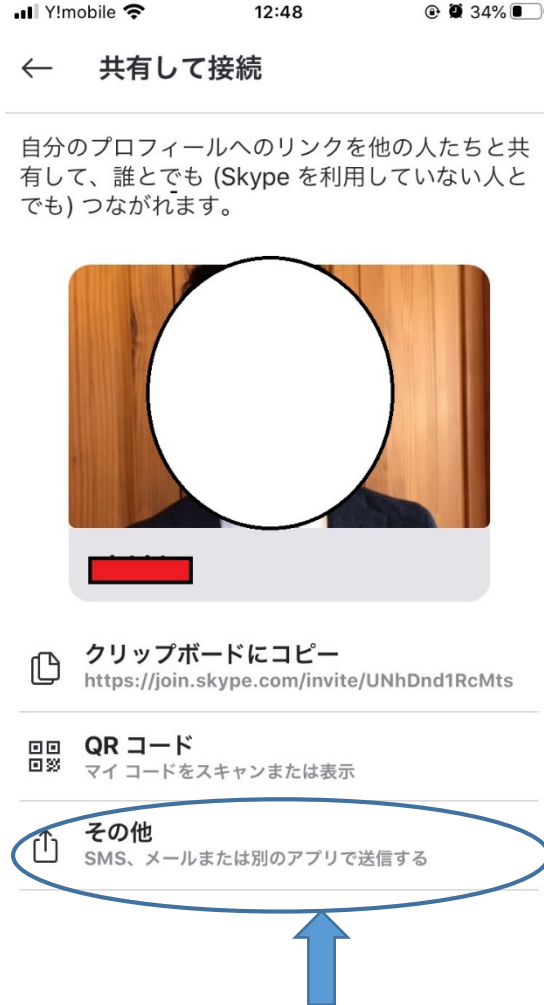 Y!mobile 12:48 34%
共有して接続
自分のプロフィールへのリンクを他の人たちと共
有して、誰とでも (Skype を利用していない人と
でも) つながれます。
クリップボードにコピー
https://join.skype.com/invite/UNhDnd1RcMts
QR コード
マイ コードをスキャンまたは表示
その他
SMS、メールまたは別のアプリで送信する